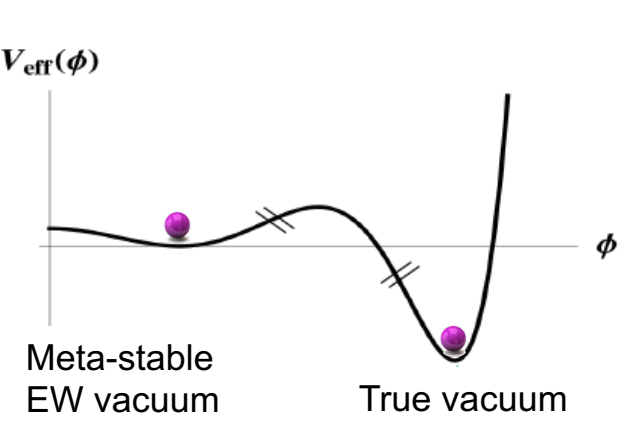 V_eff(ϕ)
ϕ
Meta-stable
EW vacuum
True vacuum